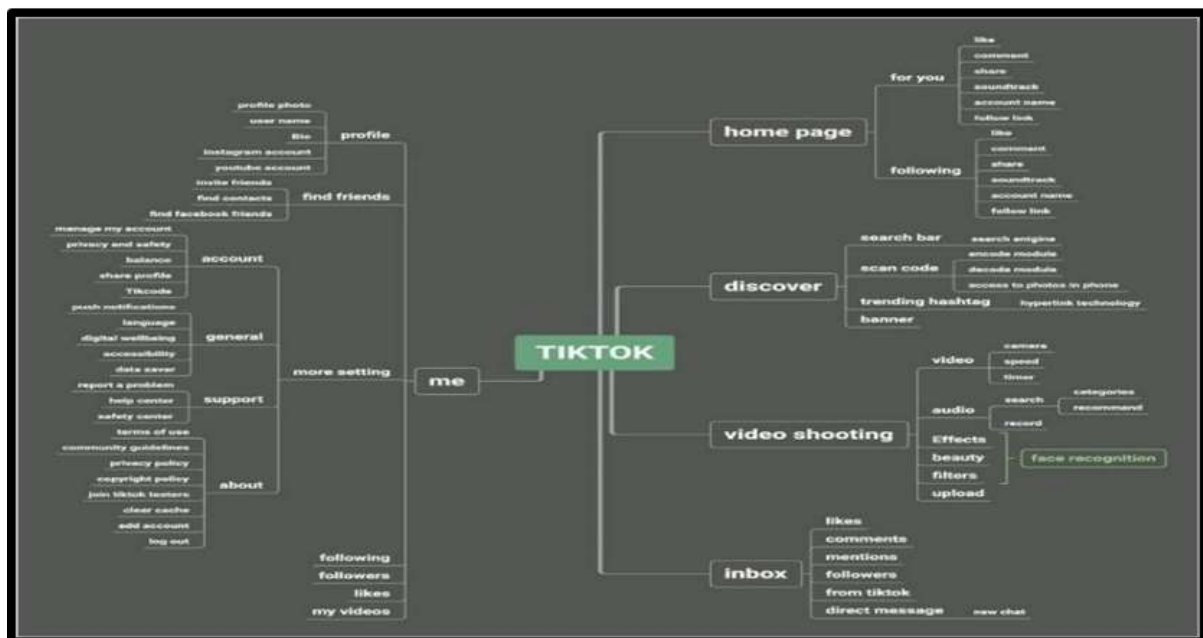 TIKTOK
home page
for you
like
comment
share
soundtrack
account name
follow link
following
like
comment
share
soundtrack
account name
follow link
discover
search bar
search enigine
scan code
encode module
decode module
access to photos in phone
trending hashtag
hyperlink technology
banner
video shooting
video
camera
speed
timer
audio
search
categories
recommand
record
Effects
beauty
filters
face recognition
upload
inbox
likes
comments
mentions
followers
from tiktok
direct message
new chat
me
profile
profile photo
user name
Bio
instagram account
youtube account
find friends
invite friends
find contacts
find facebook friends
more setting
account
manage my account
privacy and safety
balance
share profile
Tikcode
general
push notifications
language
digital wellbeing
accessibility
data saver
support
report a problem
help center
safety center
about
terms of use
community guidelines
privacy policy
copyright policy
join tiktok testers
clear cache
add account
log out
following
followers
likes
my videos